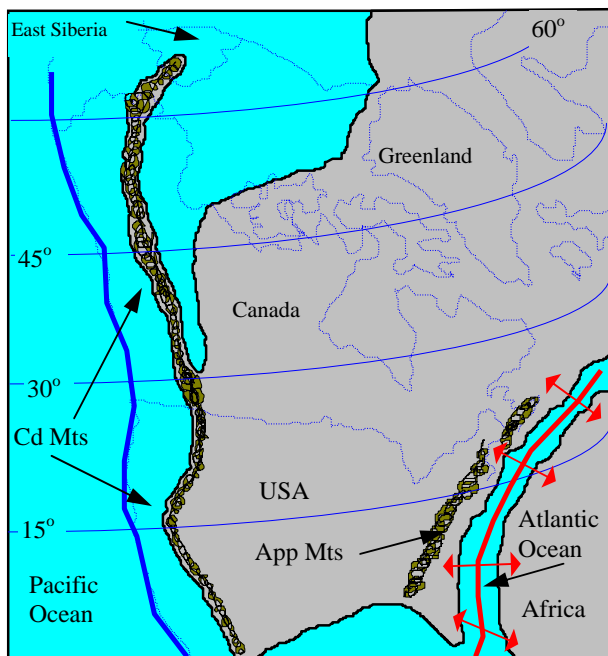 East Siberia
60°
Greenland
45°
Canada
30°
Cd Mts
USA
15°
App Mts
Atlantic
Ocean
Pacific
Ocean
Africa